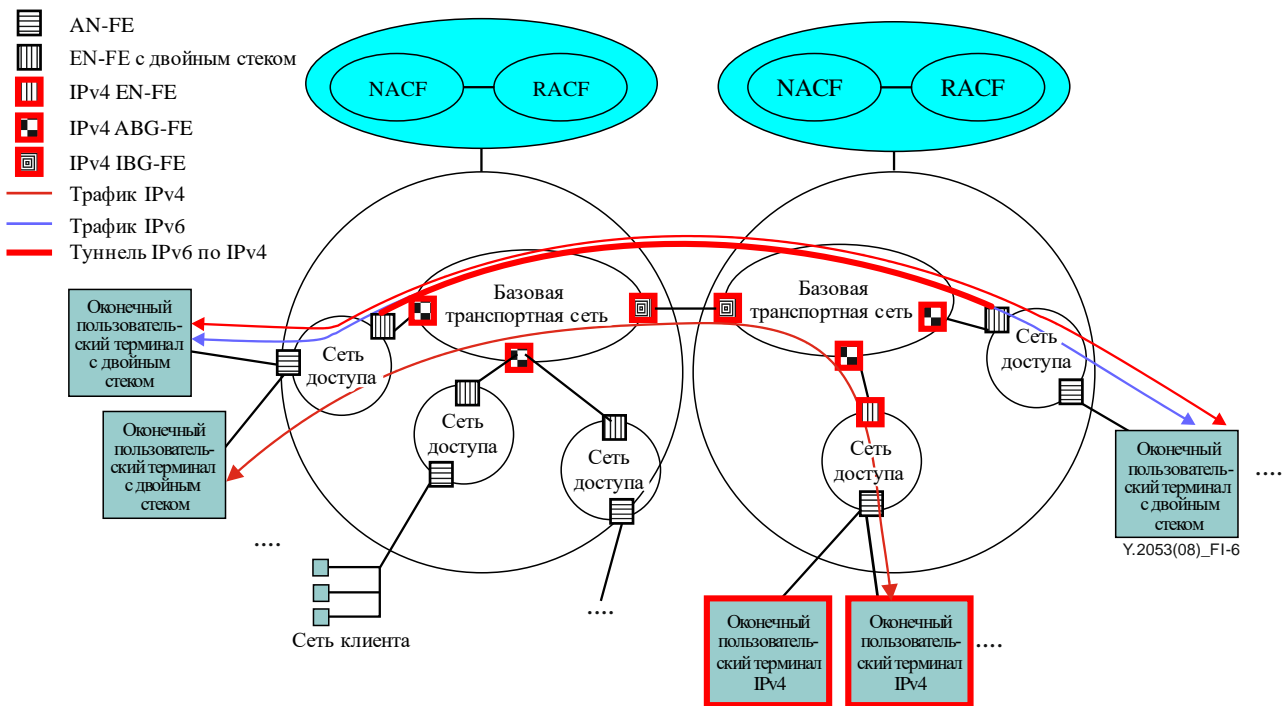 AN-FE
EN-FE с двойным стеком
IPv4 EN-FE
IPv4 ABG-FE
IPv4 IBG-FE
Трафик IPv4
Трафик IPv6
Туннель IPv6 по IPv4
NACF
RACF
NACF
RACF
Оконечный
пользователь-
ский терминал
с двойным
стеком
Сеть
доступа
Базовая
транспортная сеть
Базовая
транспортная сеть
Сеть
доступа
Оконечный
пользователь-
ский терминал
с двойным
стеком
....
Сеть
доступа
Сеть
доступа
Сеть
доступа
Оконечный
пользователь-
ский терминал
с двойным
стеком
....
Y.2053(08)_FI-6
Сеть клиента
....
Оконечный
пользователь-
ский терминал
IPv4
Оконечный
пользователь-
ский терминал
IPv4
....